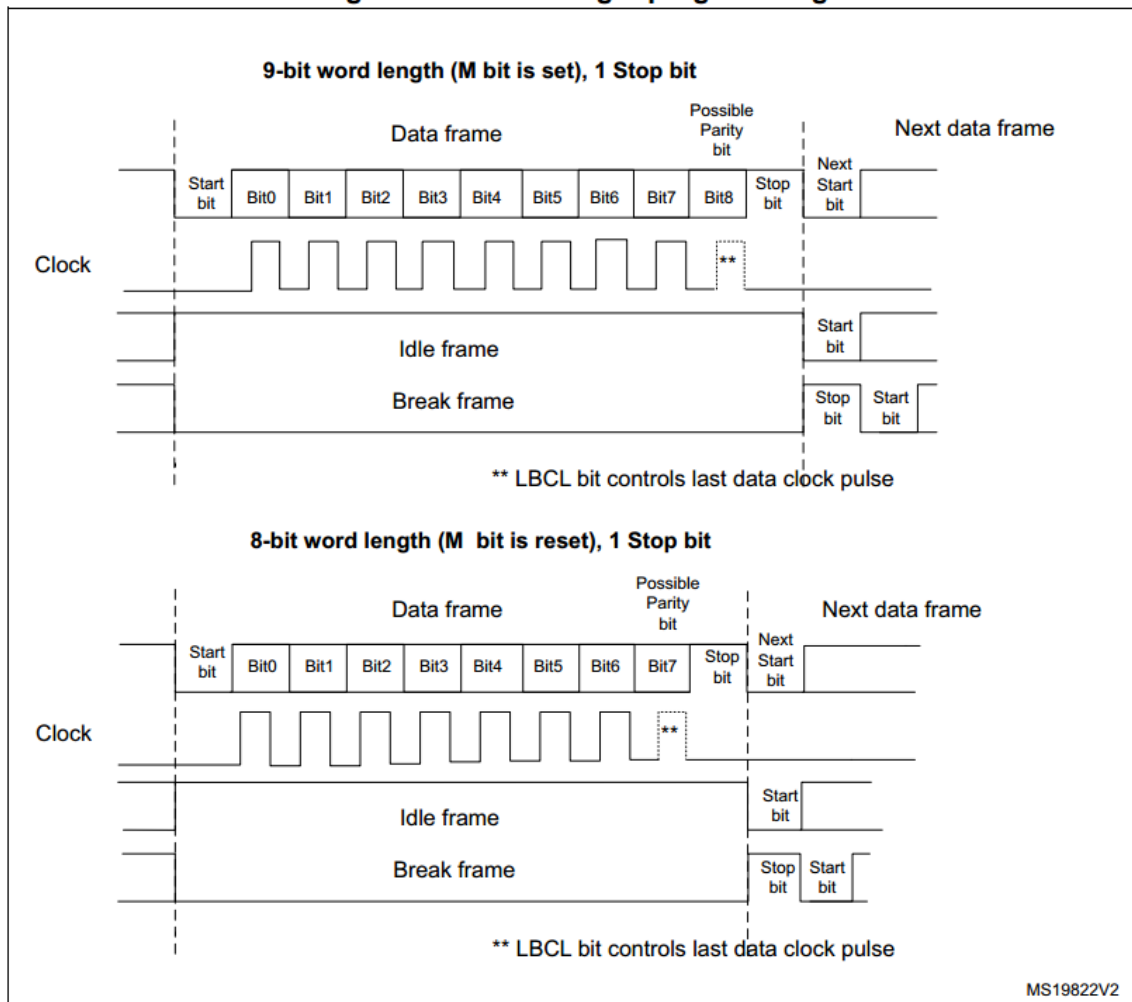 9-bit word length (M bit is set), 1 Stop bit
Possible
Parity
bit
Data frame
Next data frame
Start
bit
Bit0 Bit1 Bit2 Bit3 Bit4 Bit5 Bit6 Bit7 Bit8
Stop
bit
Next
Start
bit
Clock
**
Idle frame
Start
bit
Break frame
Stop
bit
Start
bit
** LBCL bit controls last data clock pulse
8-bit word length (M bit is reset), 1 Stop bit
Possible
Parity
bit
Data frame
Next data frame
Start
bit
Bit0 Bit1 Bit2 Bit3 Bit4 Bit5 Bit6 Bit7
Stop
bit
Next
Start
bit
Clock
**
Idle frame
Start
bit
Break frame
Stop
bit
Start
bit
** LBCL bit controls last data clock pulse
MS19822V2